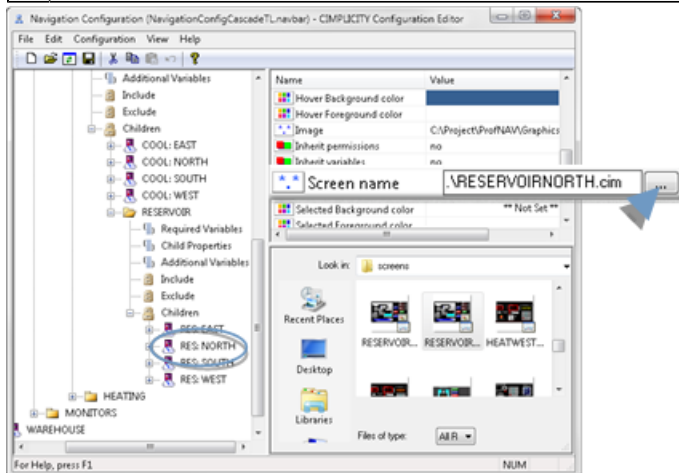 Navigation Configuration (NavigationConfigCascadeTL.navbar) - CIMPLICITY Configuration Editor
File Edit Configuration View Help
Additional Variables
Include
Exclude
Children
COOL: EAST
COOL: NORTH
COOL: SOUTH
COOL: WEST
RESERVOIR
Required Variables
Child Properties
Additional Variables
Include
Exclude
Children
RES: EAST
RES: NORTH
RES: SOUTH
RES: WEST
HEATING
MONITORS
WAREHOUSE
Name Value
Hover Background color
Hover Foreground color
Image C:\Project\ProfNAV\Graphics
Inherit permissions no
Inherit variables no
Screen name .\RESERVOIRNORTH.cim ...
Selected Background color ** Not Set **
Selected Foreground color
Look in: screens
Recent Places
Desktop
Libraries
RESERVOIR... RESERVOIR... HEATWEST...
Files of type: All R
For Help, press F1 NUM